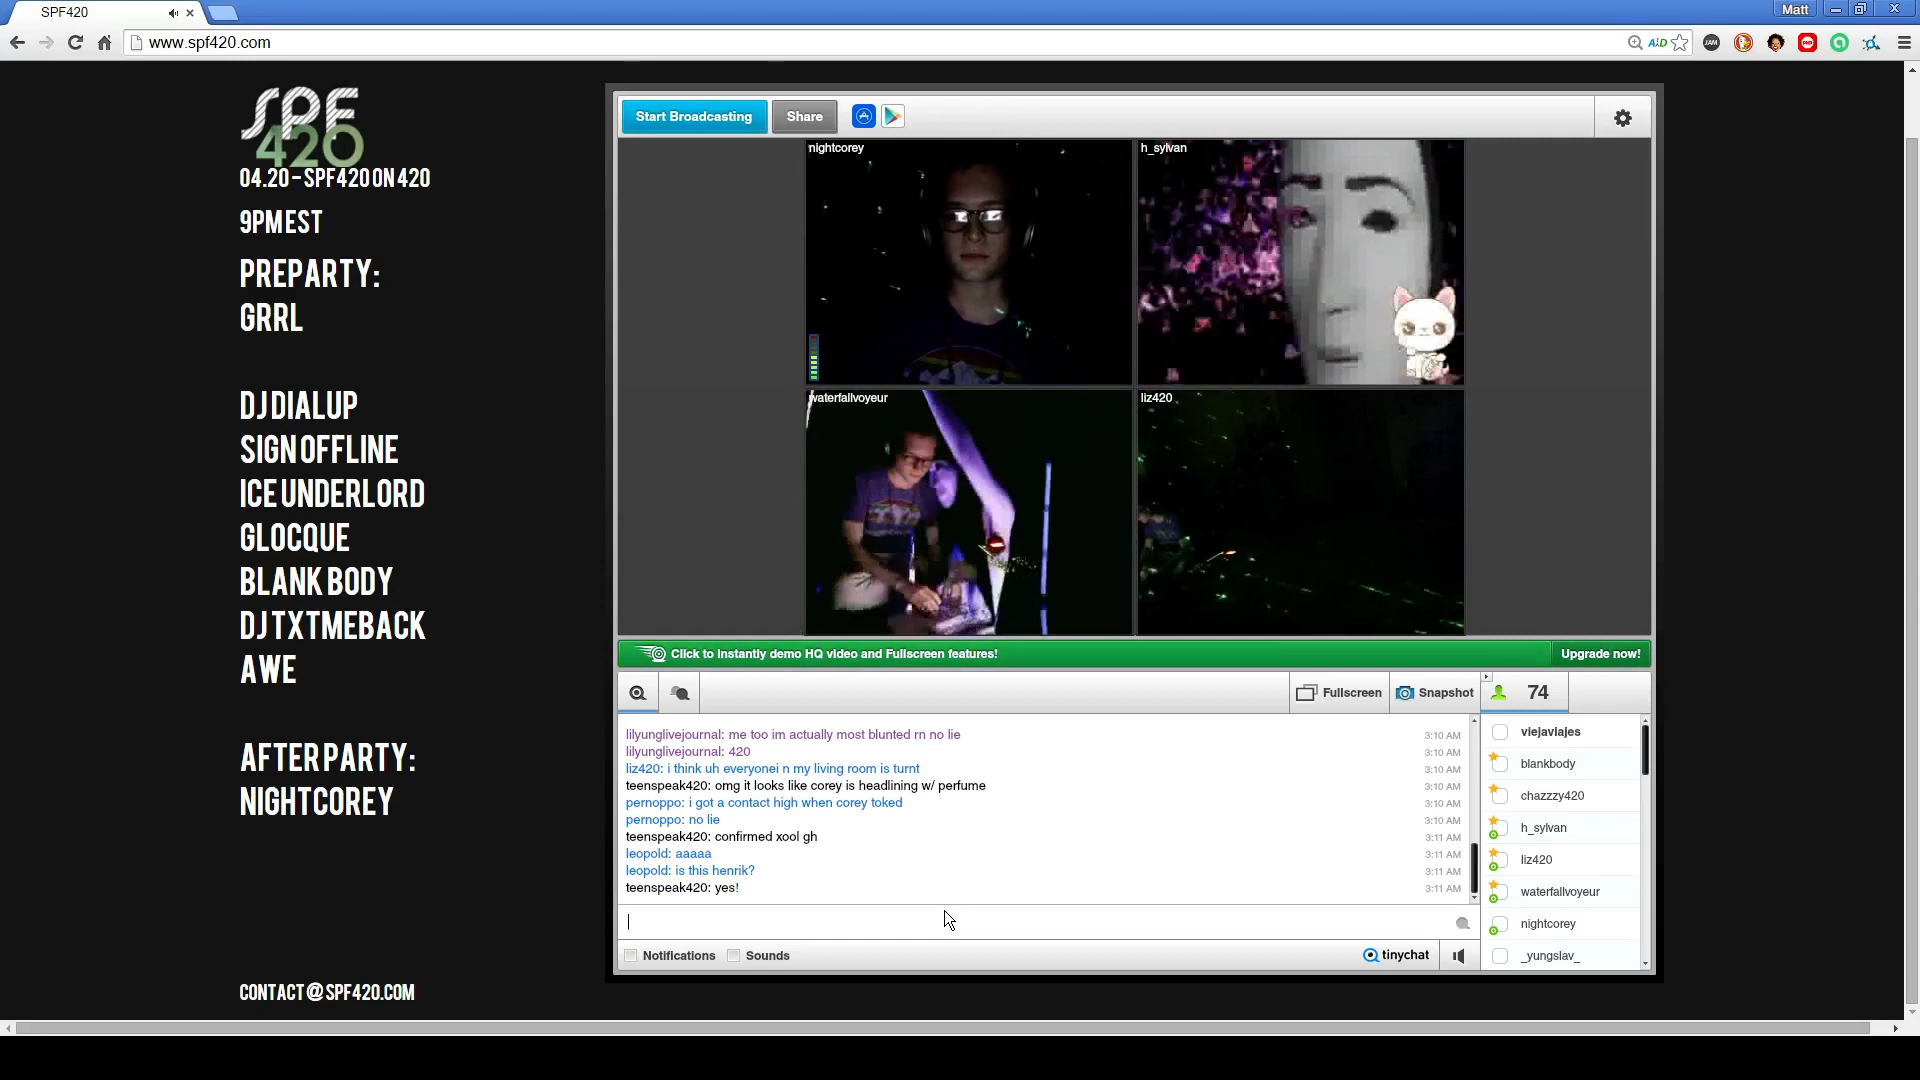 SPF420
Matt
www.spf420.com
SPF
420
04.20 - SPF420 ON 420
9PM EST
PREPARTY:
GRRL
DJ DIALUP
SIGN OFFLINE
ICE UNDERLORD
GLOCQUE
BLANK BODY
DJ TXTMEBACK
AWE
AFTER PARTY:
NIGHTCOREY
CONTACT @ SPF420.COM
Start Broadcasting
Share
nightcorey
h_sylvan
waterfallvoyeur
liz420
Click to instantly demo HQ video and Fullscreen features!
Upgrade now!
Fullscreen
Snapshot
74
lilyunglivejournal: me too im actually most blunted rn no lie 3:10 AM
lilyunglivejournal: 420 3:10 AM
liz420: i think uh everyonei n my living room is turnt 3:10 AM
teenspeak420: omg it looks like corey is headlining w/ perfume 3:10 AM
pernoppo: i got a contact high when corey toked 3:10 AM
pernoppo: no lie 3:10 AM
teenspeak420: confirmed xool gh 3:11 AM
leopold: aaaaa 3:11 AM
leopold: is this henrik? 3:11 AM
teenspeak420: yes! 3:11 AM
viejaviajes
blankbody
chazzzy420
h_sylvan
liz420
waterfallvoyeur
nightcorey
_yungslav_
Notifications
Sounds
tinychat